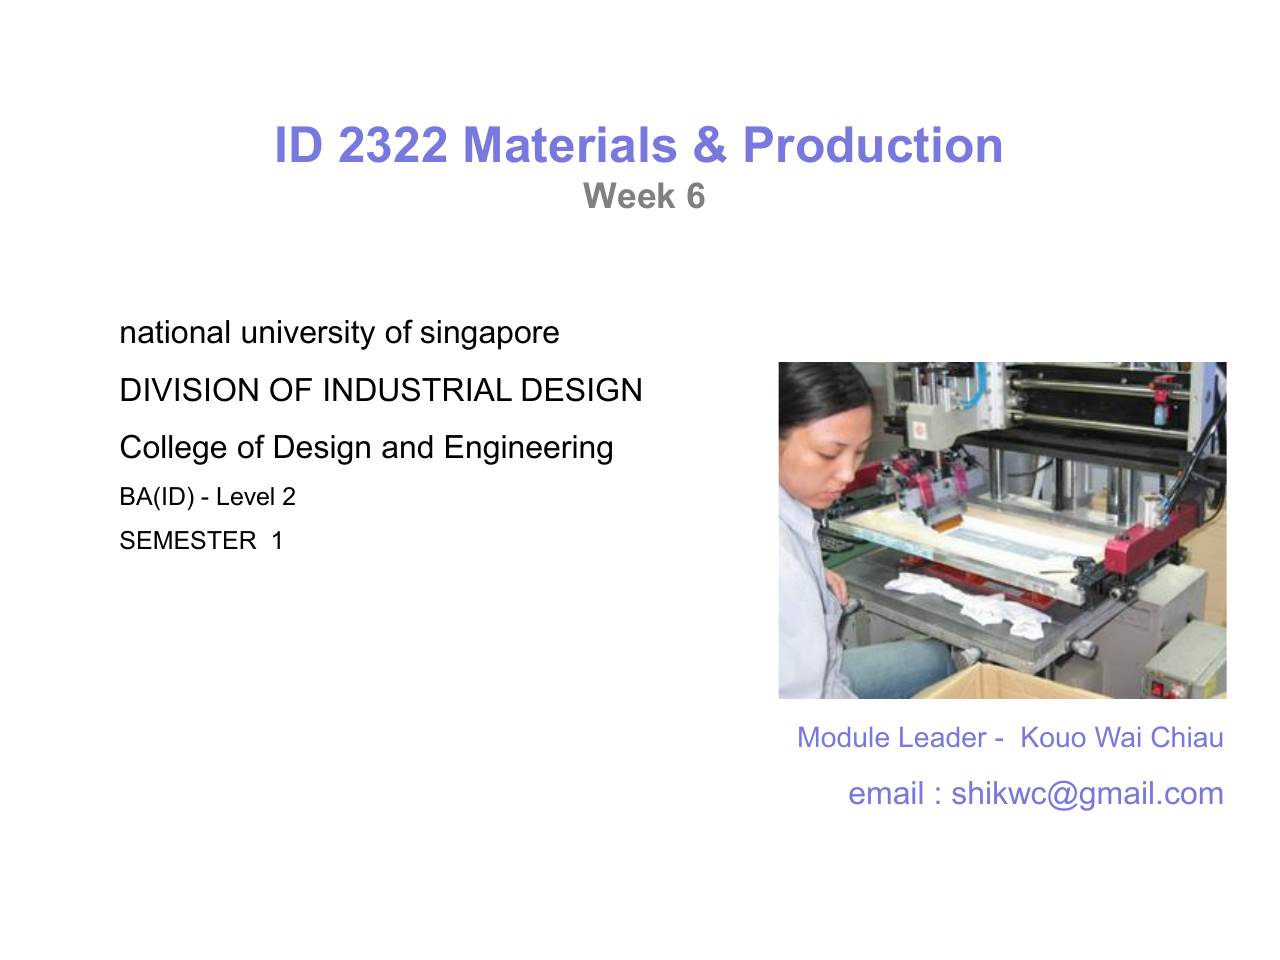 ID 2322 Materials & Production
Week 6
national university of singapore
DIVISION OF INDUSTRIAL DESIGN
College of Design and Engineering
BA(ID) - Level 2
SEMESTER  1
Module Leader -  Kouo Wai Chiau
email : shikwc@gmail.com